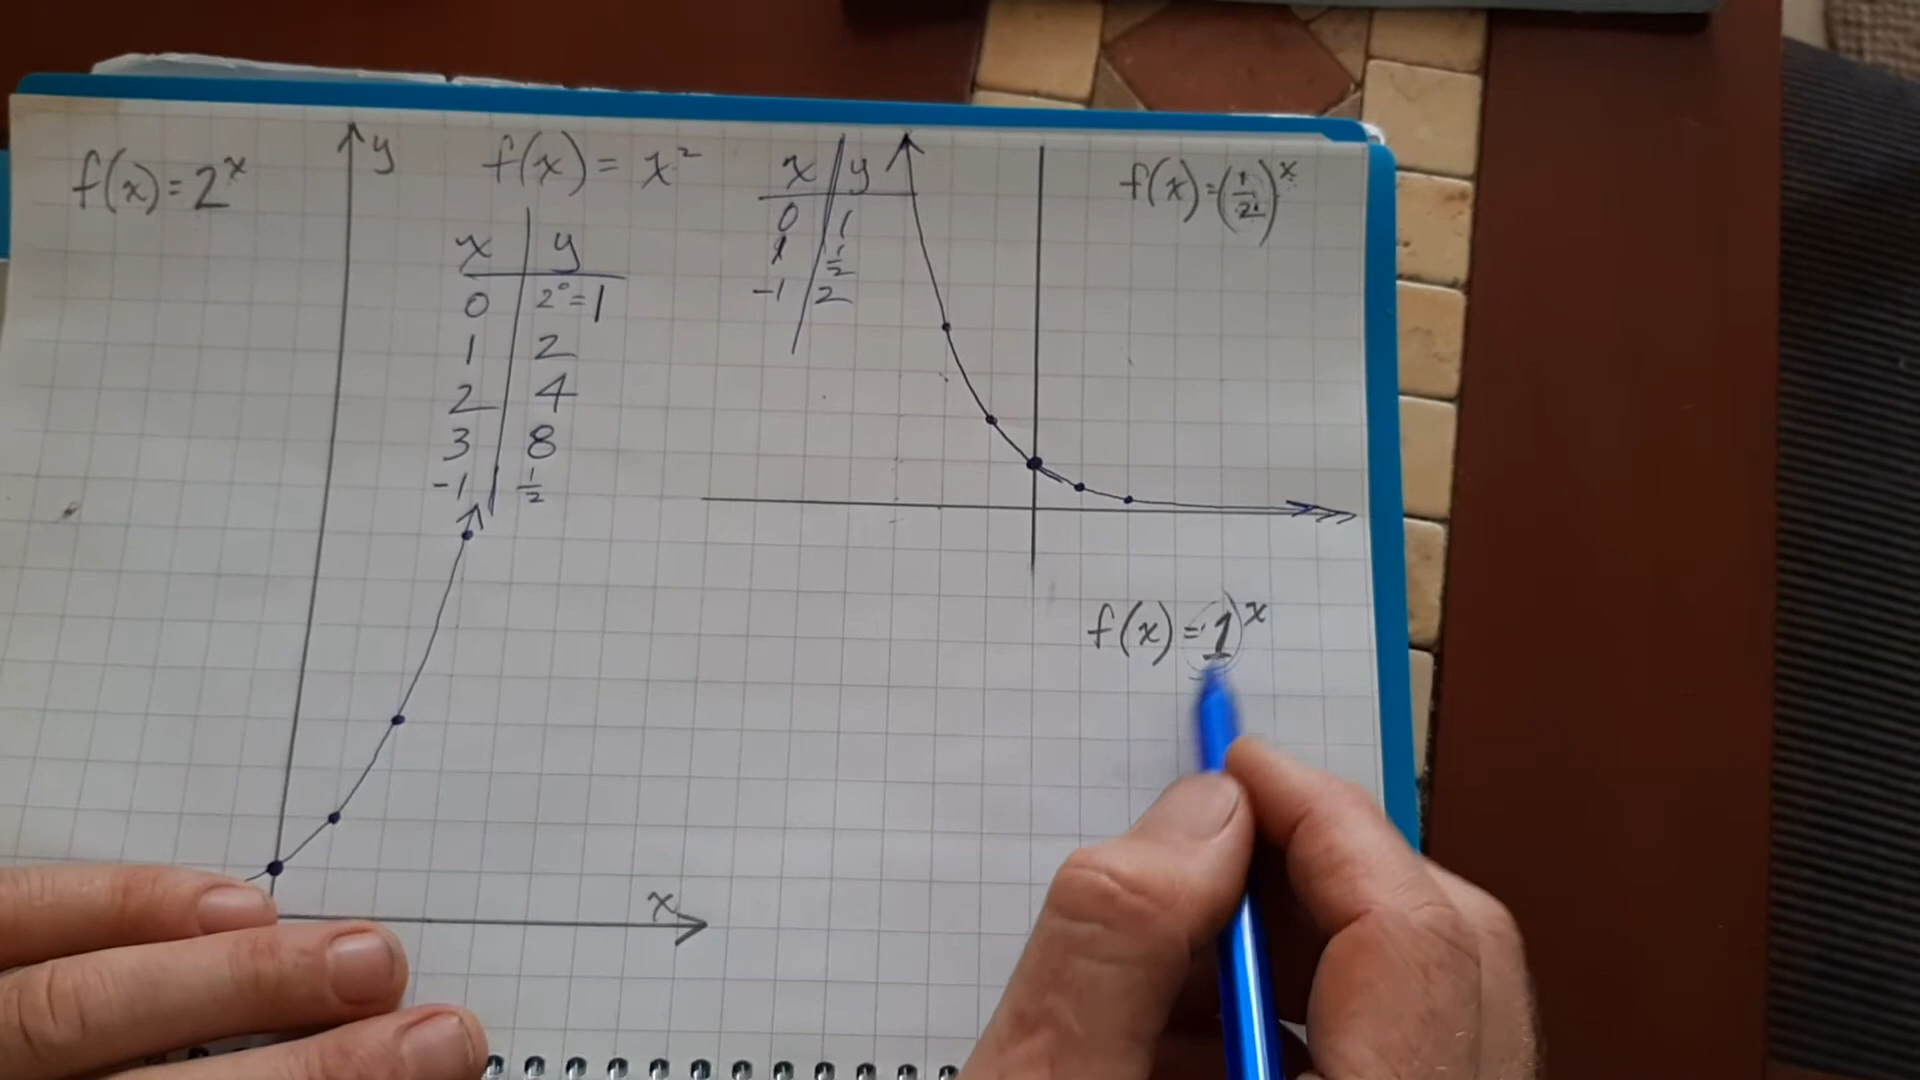 f(x)=2^x
y
f(x)= x²
x y
0 2°=1
1 2
2 4
3 8
-1 1/2
x
x y
0 1
1 1/2
-1 2
f(x)=(1/2)^x
f(x)=1)^x